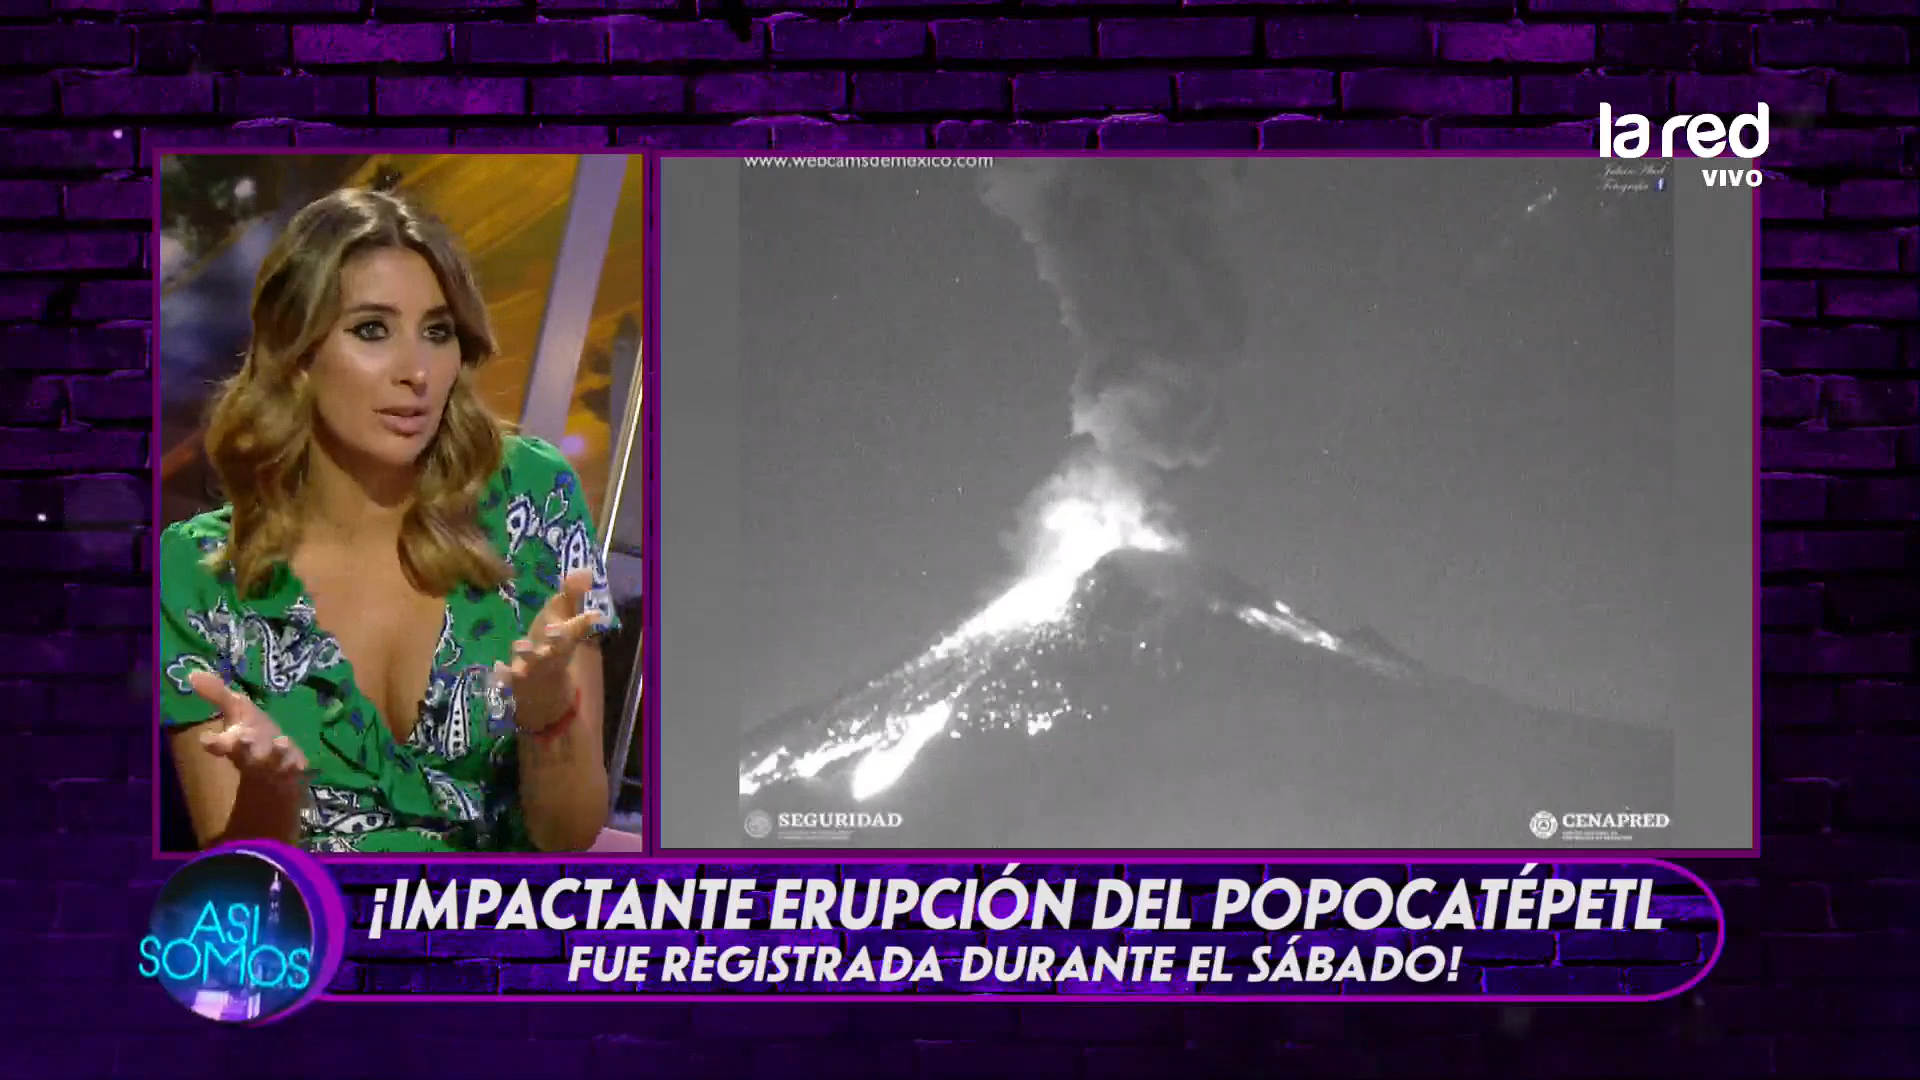 la red
VIVO
www.webcamsdemexico.com
SEGURIDAD
CENAPRED
¡IMPACTANTE ERUPCIÓN DEL POPOCATÉPETL
FUE REGISTRADA DURANTE EL SÁBADO!
ASI
SOMOS